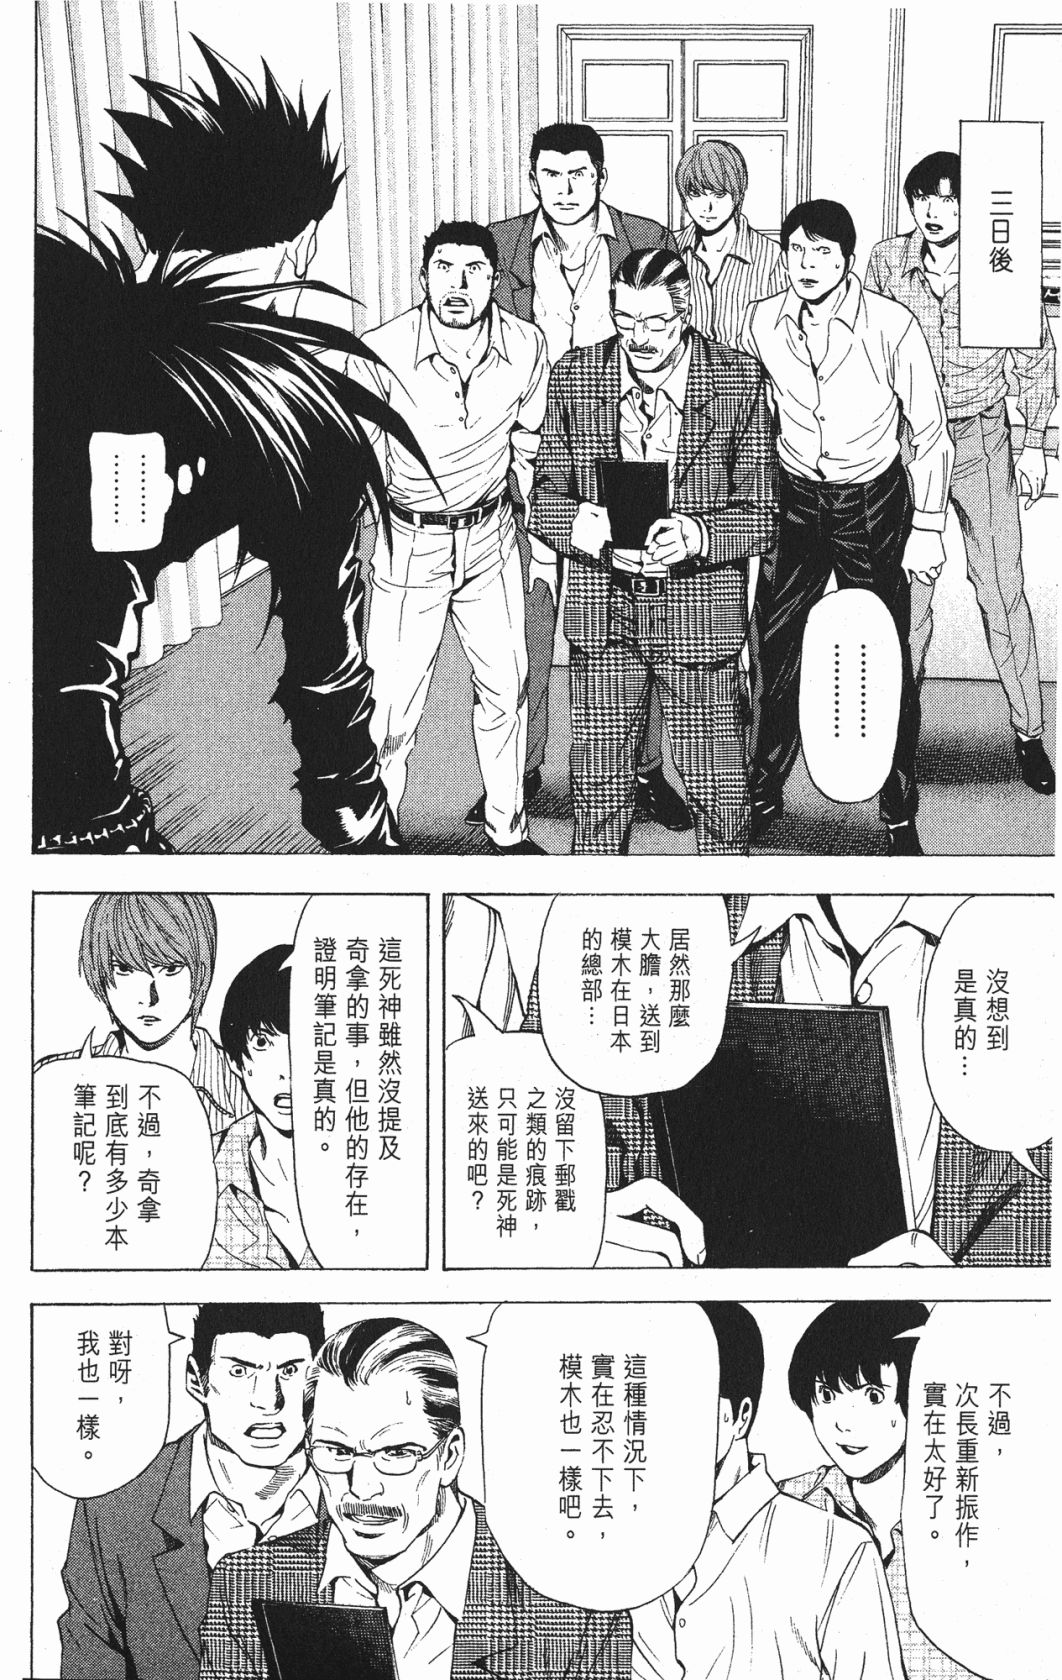 三日後
………
…………
沒想到
是真的…
居然那麼
大膽，送到
模木在日本
的總部…
沒留下郵戳
之類的痕跡，
只可能是死神
送來的吧？
這死神雖然沒提及
奇拿的事，但他的存在，
證明筆記是真的。
不過，奇拿
到底有多少本
筆記呢？
不過，
次長重新振作，
實在太好了。
這種情況下，
實在忍不下去，
模木也一樣吧。
對呀，
我也一樣。